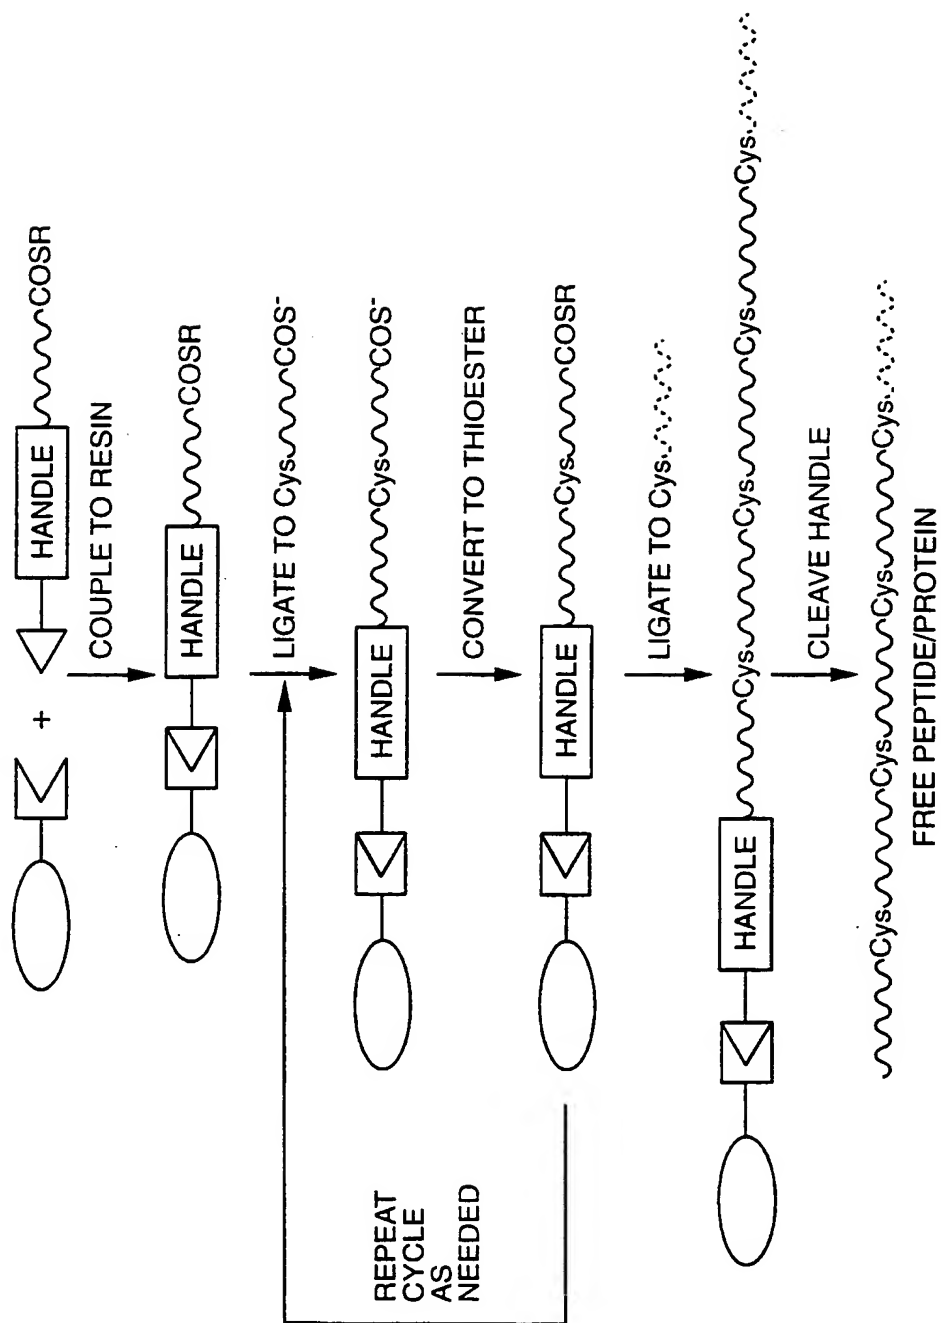 + HANDLE COSR
COUPLE TO RESIN
HANDLE COSR
LIGATE TO Cys COS⁻
HANDLE Cys COS⁻
CONVERT TO THIOESTER
HANDLE Cys COSR
REPEAT
CYCLE
AS
NEEDED
LIGATE TO Cys
HANDLE Cys Cys Cys Cys
CLEAVE HANDLE
Cys Cys Cys Cys
FREE PEPTIDE/PROTEIN